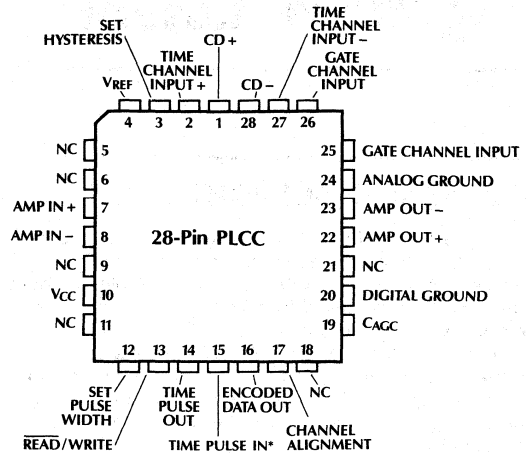 SET
HYSTERESIS
TIME
CHANNEL
INPUT +
CD +
CD −
TIME
CHANNEL
INPUT −
GATE
CHANNEL
INPUT
VREF
4 3 2 1 28 27 26
NC 5
NC 6
AMP IN + 7
AMP IN − 8
NC 9
VCC 10
NC 11
28-Pin PLCC
25 GATE CHANNEL INPUT
24 ANALOG GROUND
23 AMP OUT −
22 AMP OUT +
21 NC
20 DIGITAL GROUND
19 CAGC
12 13 14 15 16 17 18
SET
PULSE
WIDTH
READ/WRITE
TIME
PULSE
OUT
TIME PULSE IN*
ENCODED
DATA OUT
CHANNEL
ALIGNMENT
NC